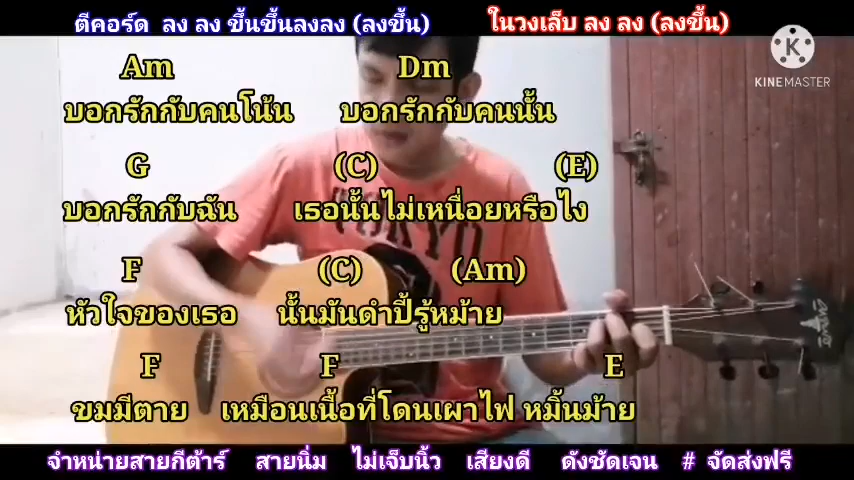 ตีคอร์ด ลง ลง ขึ้นขึ้นลงลง (ลงขึ้น) ในวงเล็บ ลง ลง (ลงขึ้น)
KINEMASTER
Am Dm
บอกรักกับคนโน้น บอกรักกับคนนั้น
G (C) (E)
บอกรักกับฉัน เธอนั้นไม่เหนื่อยหรือไง
F (C) (Am)
หัวใจของเธอ นั้นมันดำปี้รู้หม้าย
F F E
ขมมีตาย เหมือนเนื้อที่โดนเผาไฟ หมิ้นม้าย
จำหน่ายสายกีต้าร์ สายนิ่ม ไม่เจ็บนิ้ว เสียงดี ดังชัดเจน # จัดส่งฟรี